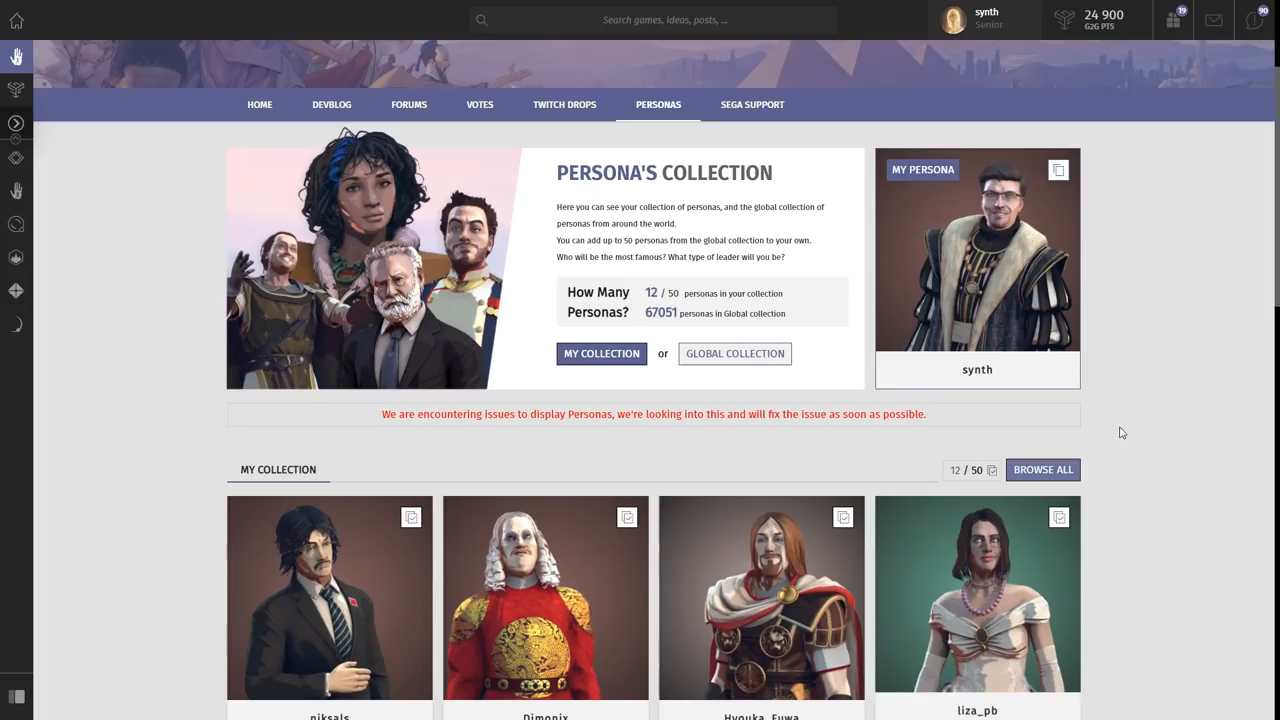 Search games, ideas, posts, ...
synth
Senior
24 900
G2G PTS
19
90
HOME
DEVBLOG
FORUMS
VOTES
TWITCH DROPS
PERSONAS
SEGA SUPPORT
PERSONA'S COLLECTION
Here you can see your collection of personas, and the global collection of
personas from around the world.
You can add up to 50 personas from the global collection to your own.
Who will be the most famous? What type of leader will you be?
How Many
Personas?
12 / 50 personas in your collection
67051 personas in Global collection
MY COLLECTION or GLOBAL COLLECTION
MY PERSONA
synth
We are encountering issues to display Personas, we're looking into this and will fix the issue as soon as possible.
MY COLLECTION
12 / 50
BROWSE ALL
niksals
Dimonix
Hyouka_Fuwa
liza_pb